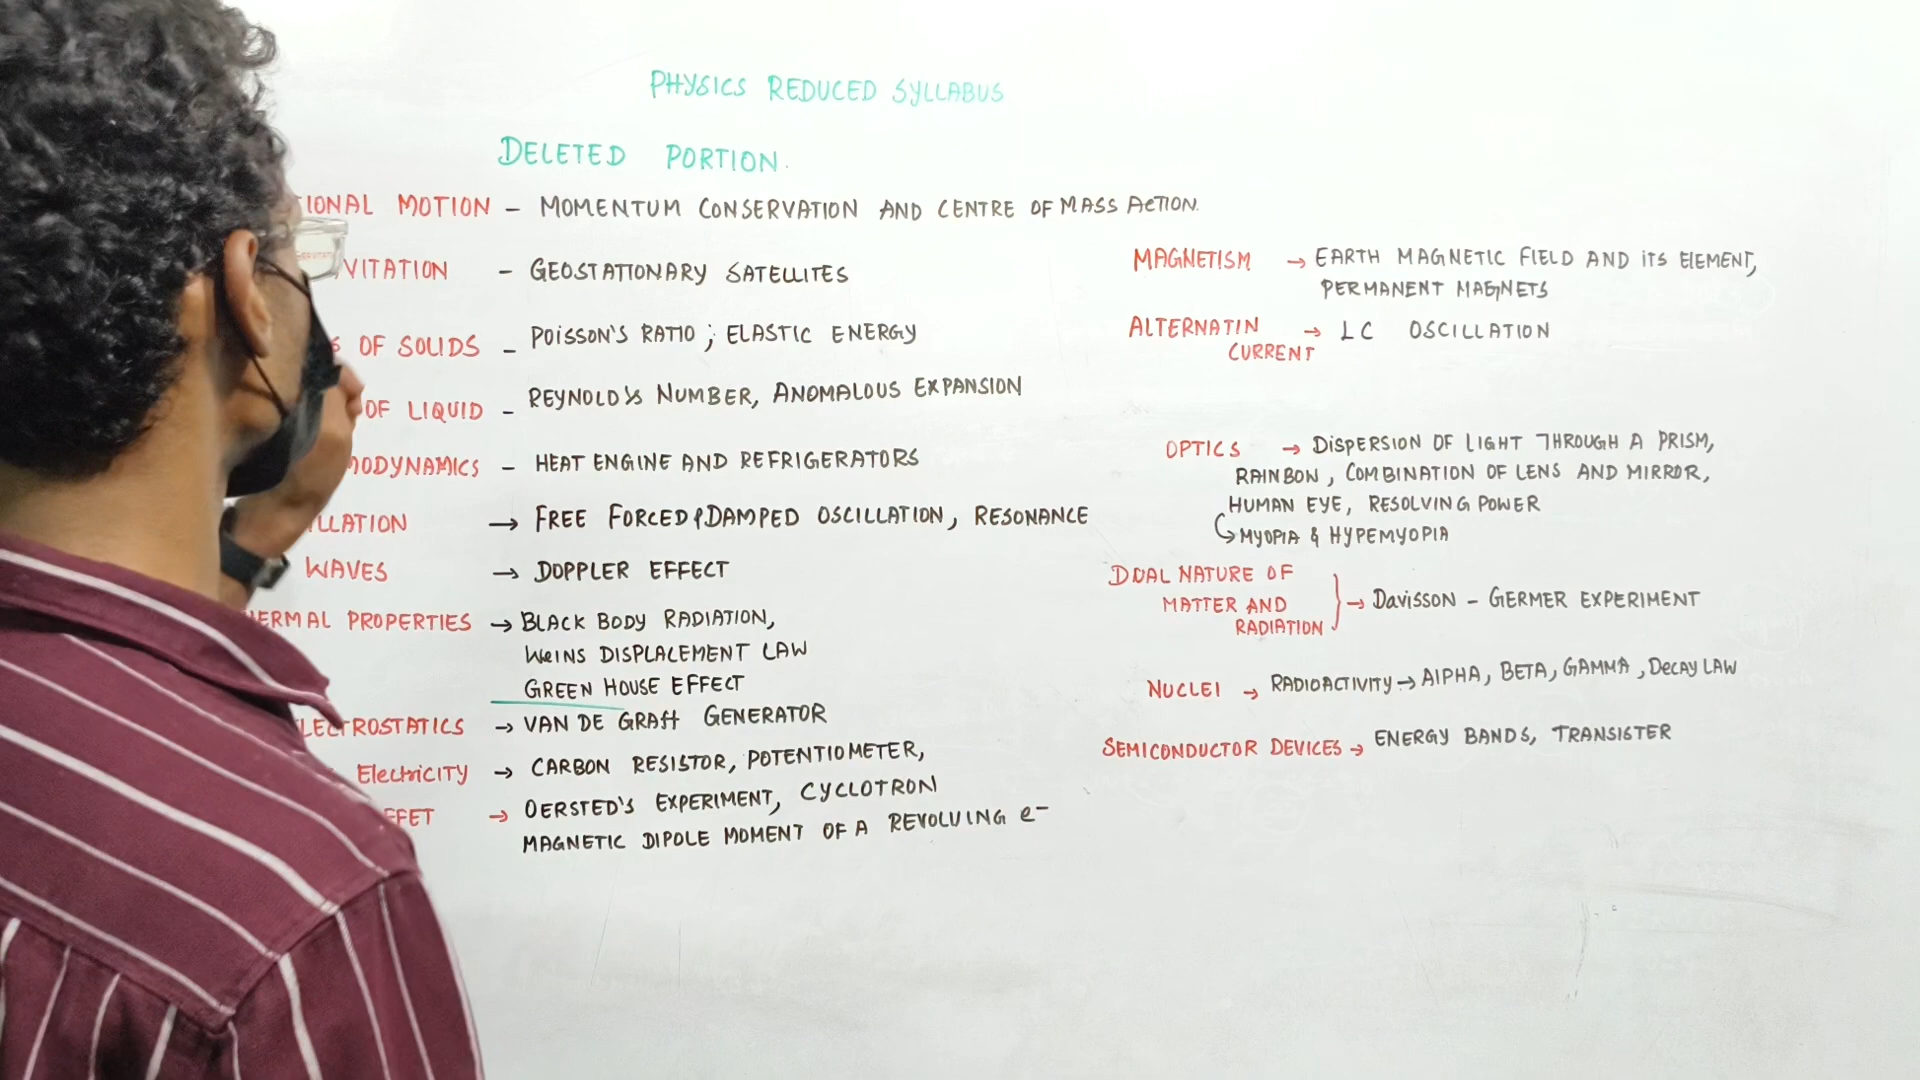 PHYSICS REDUCED SYLLABUS
DELETED PORTION.
TIONAL MOTION – MOMENTUM CONSERVATION AND CENTRE OF MASS ACTION.
VITATION – GEOSTATIONARY SATELLITES
S OF SOLIDS – POISSON'S RATIO ; ELASTIC ENERGY
OF LIQUID – REYNOLD'S NUMBER, ANOMALOUS EXPANSION
MODYNAMICS – HEAT ENGINE AND REFRIGERATORS
ILLATION → FREE FORCED & DAMPED OSCILLATION, RESONANCE
WAVES → DOPPLER EFFECT
HERMAL PROPERTIES → BLACK BODY RADIATION,
WEINS DISPLACEMENT LAW
GREEN HOUSE EFFECT
LECTROSTATICS → VAN DE GRAff GENERATOR
ElectriCITY → CARBON RESISTOR, POTENTIOMETER,
EFFET → OERSTED'S EXPERIMENT, CYCLOTRON
MAGNETIC DIPOLE MOMENT OF A REVOLVING e⁻
MAGNETISM → EARTH MAGNETIC FIELD AND iTS ElEMENT,
PERMANENT MAGNETS
ALTERNATIN → LC OSCILLATION
CURRENT
OPTICS → DiSPERSION OF LIGHT THROUGH A PRISM,
RAINBON, COMBINATION OF LENS AND MIRROR,
HUMAN EYE, RESOLVING POWER
MYOPIA & HYPEMYOPIA
DUAL NATURE OF
MATTER AND → DaVISSON – GERMER EXPERIMENT
RADIATION
NUCLEI → RADIOACTIVITY → AlPHA, BETA, GAMMA, DECAY LAW
SEMICONDUCTOR DEVICES → ENERGY BANDS, TRANSISTER